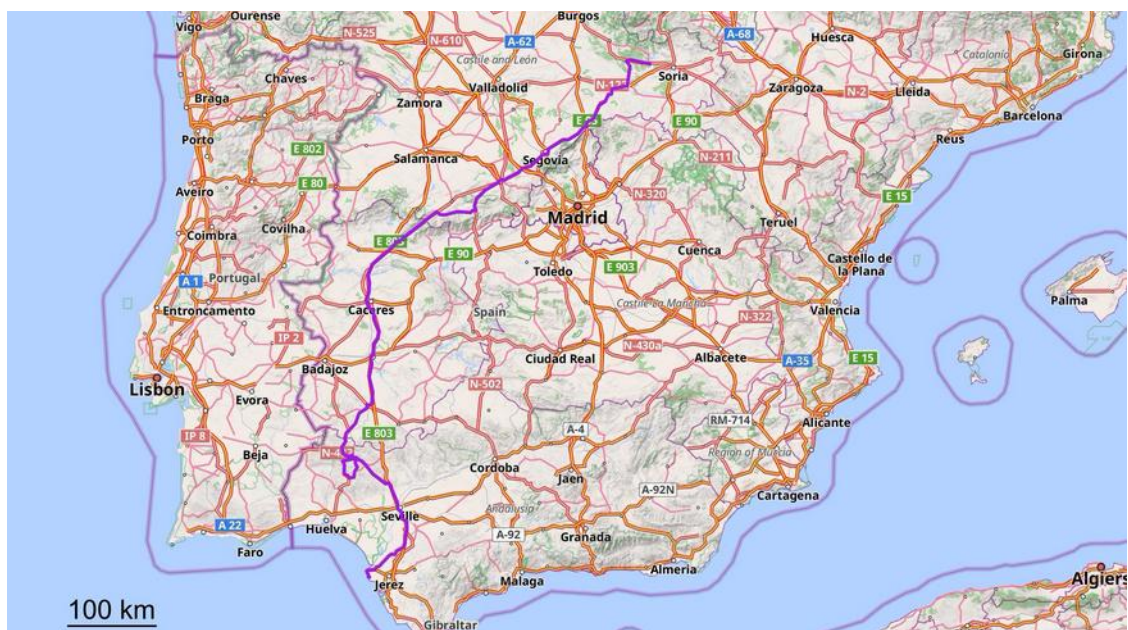 Vigo
Ourense
N-525
N-610
A-62
Burgos
A-68
Huesca
Catalonia
Girona
Castile and León
Chaves
Braga
Zamora
Valladolid
Soria
Zaragoza
N-2
Lleida
Barcelona
Porto
E 802
Reus
E 90
Salamanca
Segovia
N-211
Aveiro
E 80
N-320
E 15
Madrid
Coimbra
Covilha
Teruel
E 90
Cuenca
Castello de
la Plana
A 1
Portugal
Toledo
E 903
Palma
Entroncamento
Caceres
Spain
Castile-La Mancha
N-322
Valencia
IP 2
Badajoz
Ciudad Real
N-430a
Albacete
A-35
E 15
Lisbon
Evora
N-502
IP 8
E 803
A-4
RM-714
Alicante
Beja
Region of Murcia
Cordoba
Jaen
A-92N
Cartagena
A 22
Huelva
Seville
Andalusia
A-92
Granada
Faro
Jerez
Malaga
Almeria
Algiers
100 km
Gibraltar